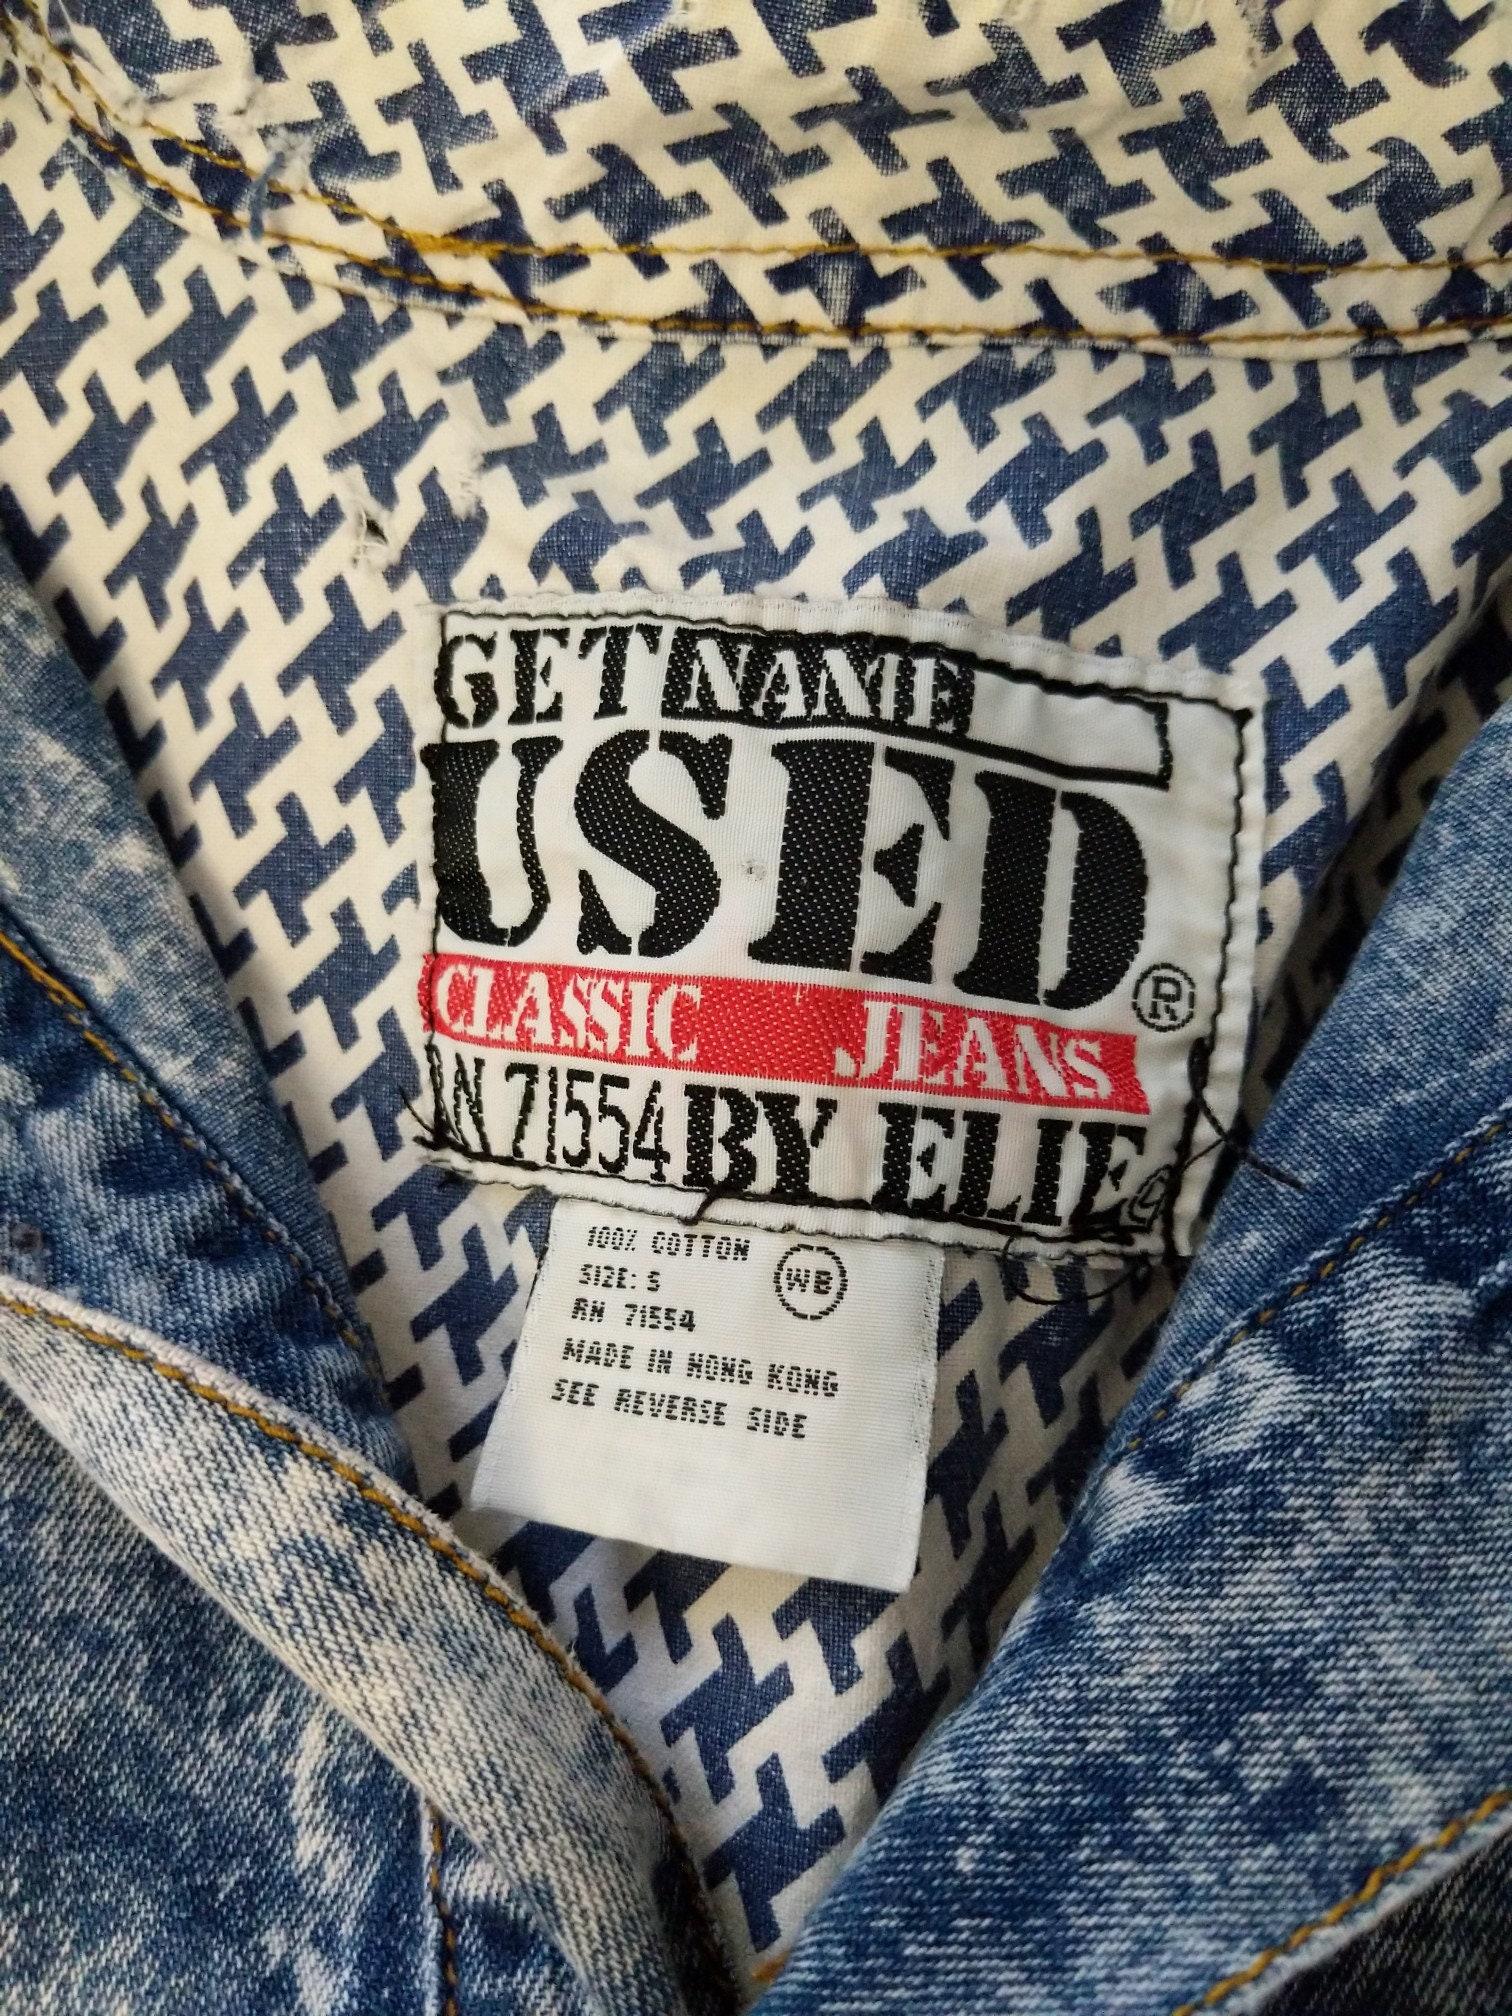 GET NAME
USED
CLASSIC JEANS ®
RN 71554 BY ELIE
100% COTTON
WB
SIZE: S
RN 71554
MADE IN HONG KONG
SEE REVERSE SIDE